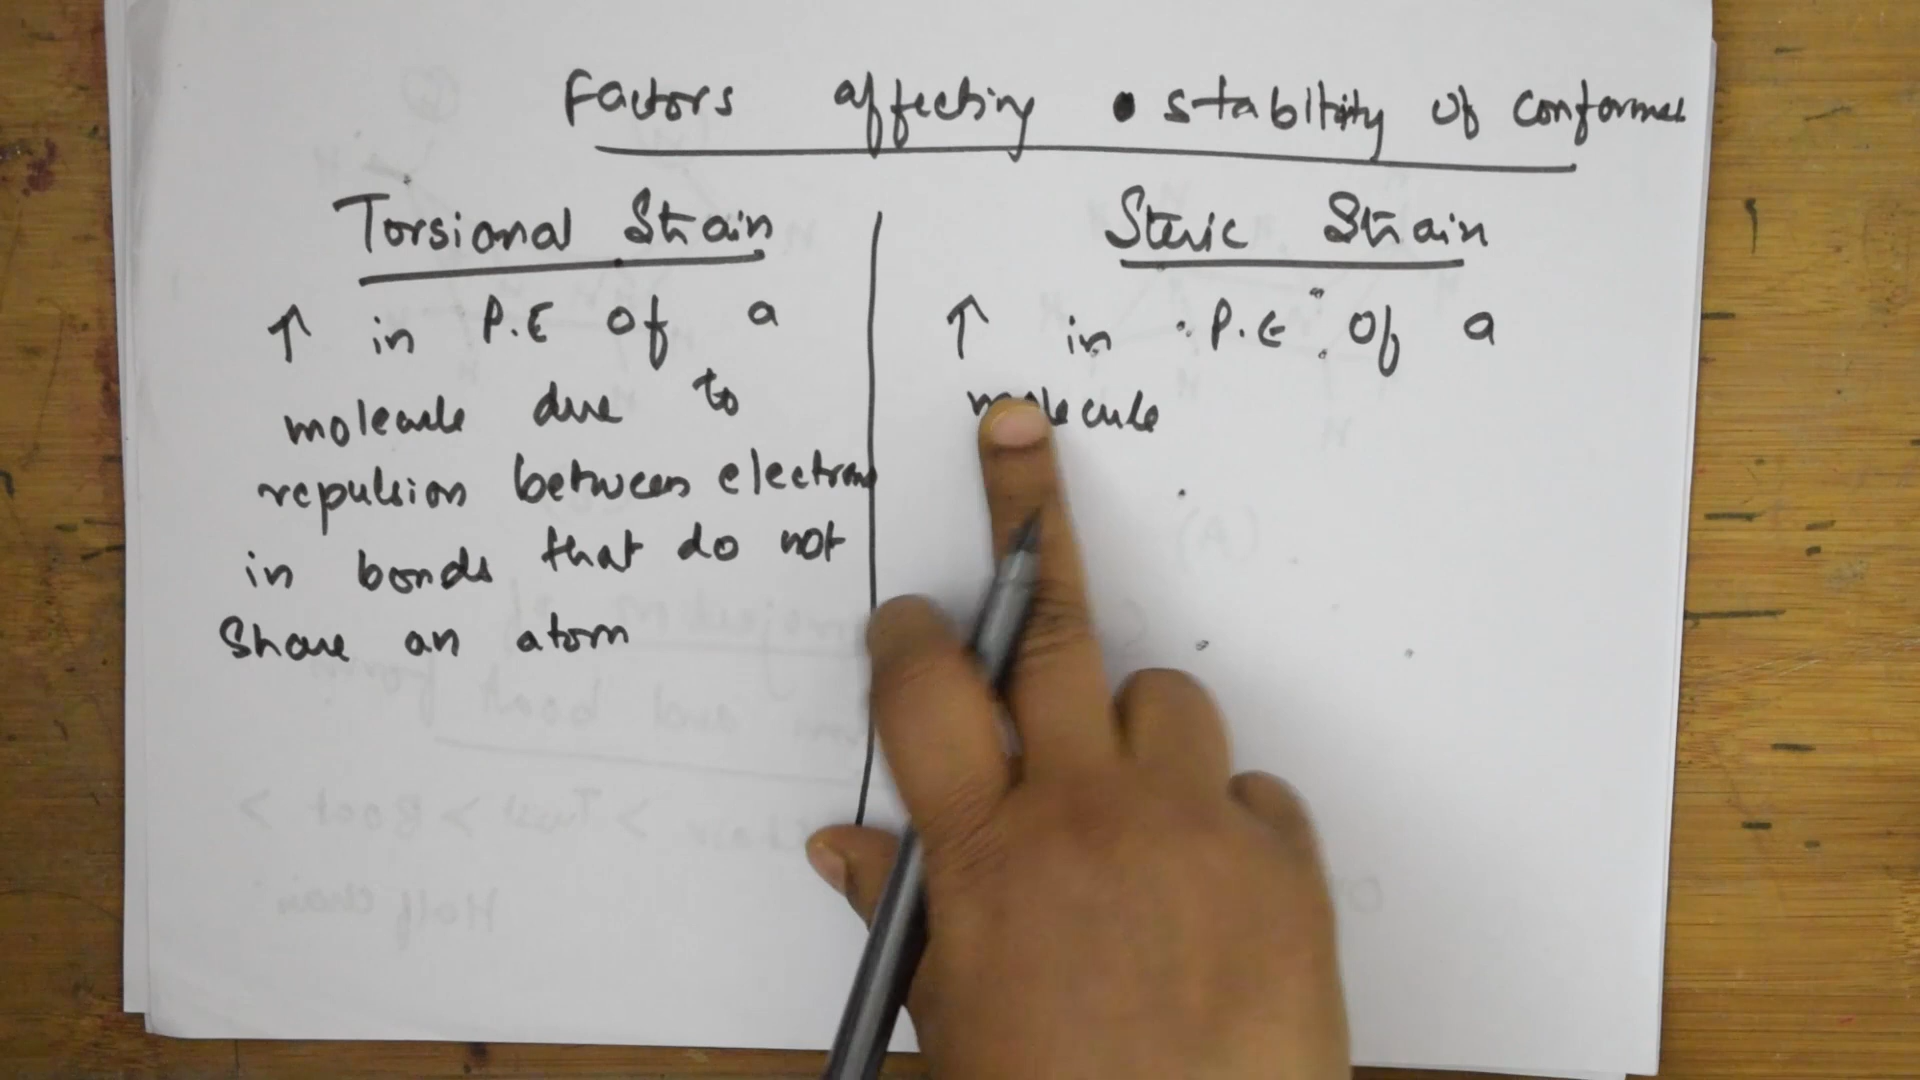 Factors affecting stability of conformer
Torsional Strain
↑ in P.E of a
molecule due to
repulsion between electrons
in bonds that do not
Share an atom
Steric Strain
↑ in P.E of a
molecule